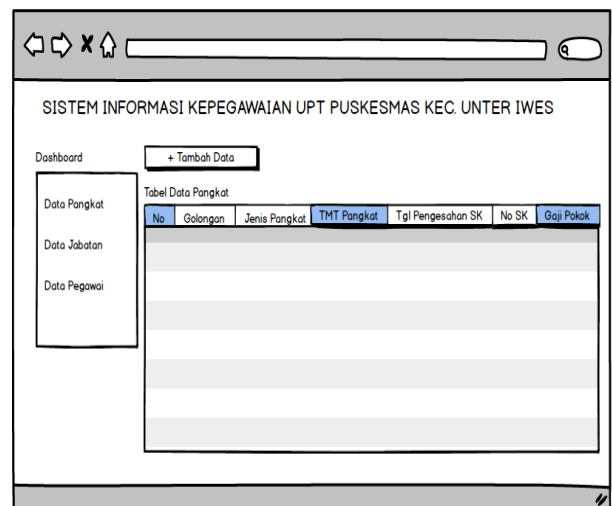 SISTEM INFORMASI KEPEGAWAIAN UPT PUSKESMAS KEC. UNTER IWES
Dashboard
+ Tambah Data
Data Pangkat
Data Jabatan
Data Pegawai
Tabel Data Pangkat
No Golongan Jenis Pangkat TMT Pangkat Tgl Pengesahan SK No SK Gaji Pokok